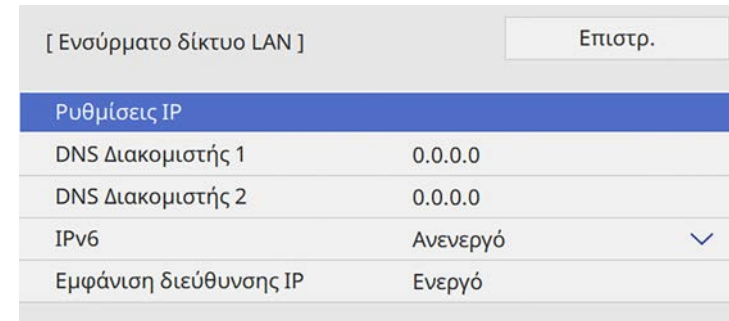 [ Ενσύρματο δίκτυο LAN ] Επιστρ.
Ρυθμίσεις IP
DNS Διακομιστής 1 0.0.0.0
DNS Διακομιστής 2 0.0.0.0
IPv6 Ανενεργό
Εμφάνιση διεύθυνσης IP Ενεργό